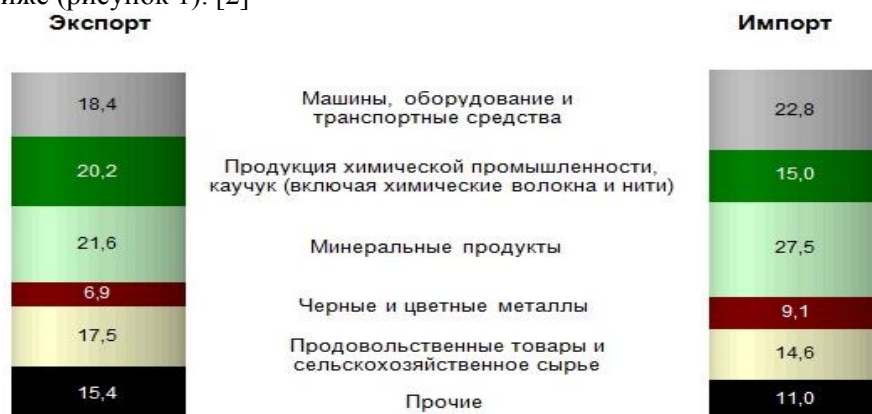 иже (рисунок 1). [2]
Экспорт
Импорт
18,4
Машины, оборудование и
транспортные средства
22,8
20,2
Продукция химической промышленности,
каучук (включая химические волокна и нити)
15,0
21,6
Минеральные продукты
27,5
6,9
Черные и цветные металлы
9,1
17,5
Продовольственные товары и
сельскохозяйственное сырье
14,6
15,4
Прочие
11,0